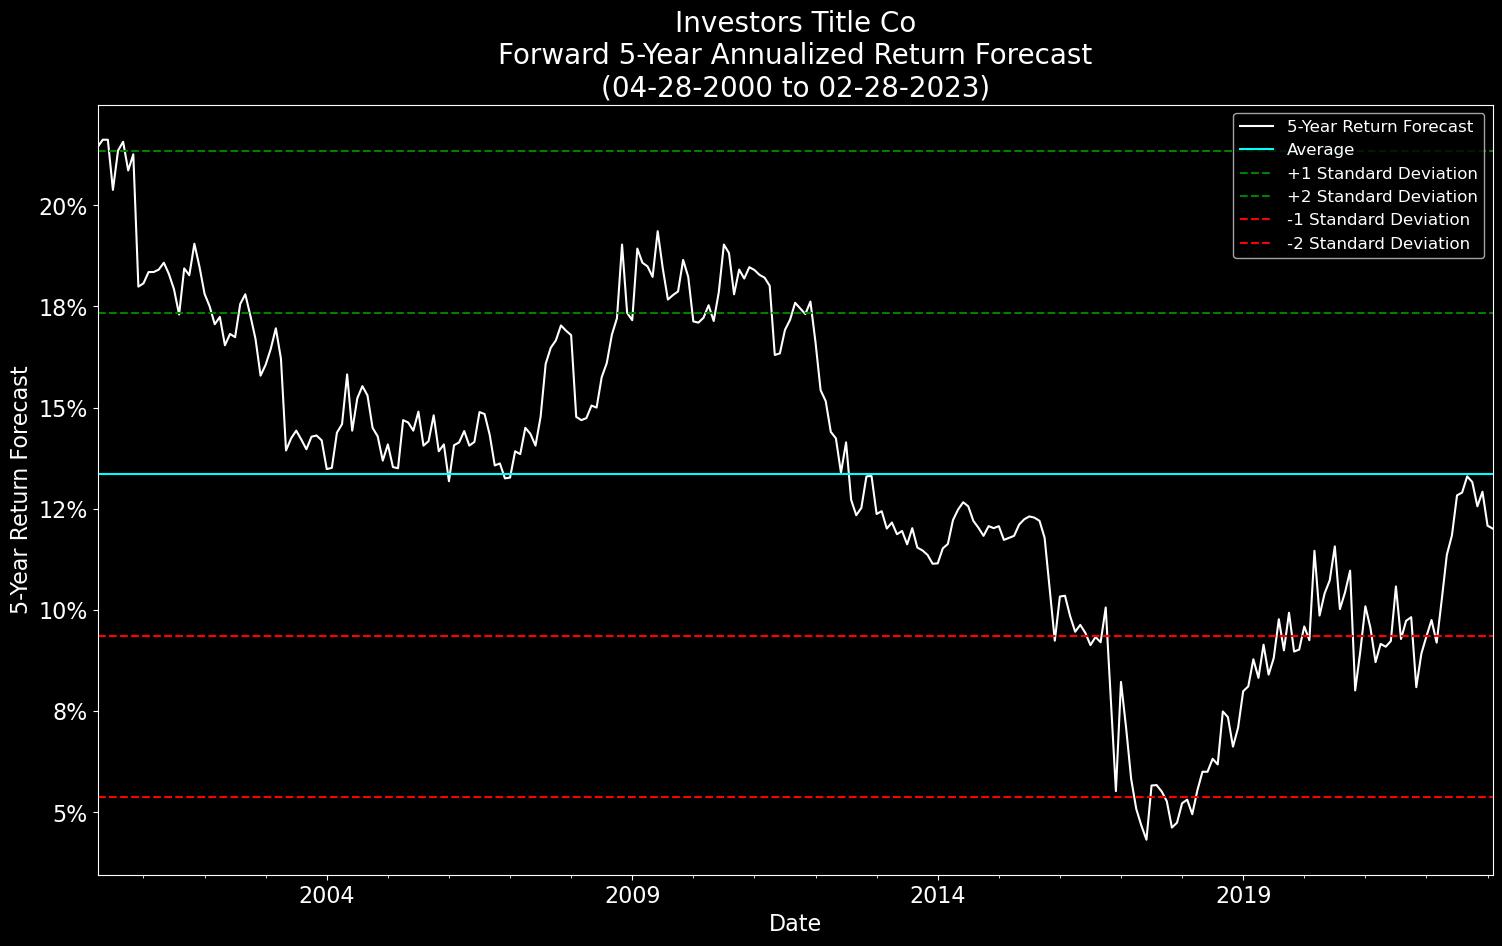 Investors Title Co
Forward 5-Year Annualized Return Forecast
(04-28-2000 to 02-28-2023)
5-Year Return Forecast
Average
+1 Standard Deviation
+2 Standard Deviation
-1 Standard Deviation
-2 Standard Deviation
20%
18%
15%
12%
10%
8%
5%
5-Year Return Forecast
2004
2009
2014
2019
Date